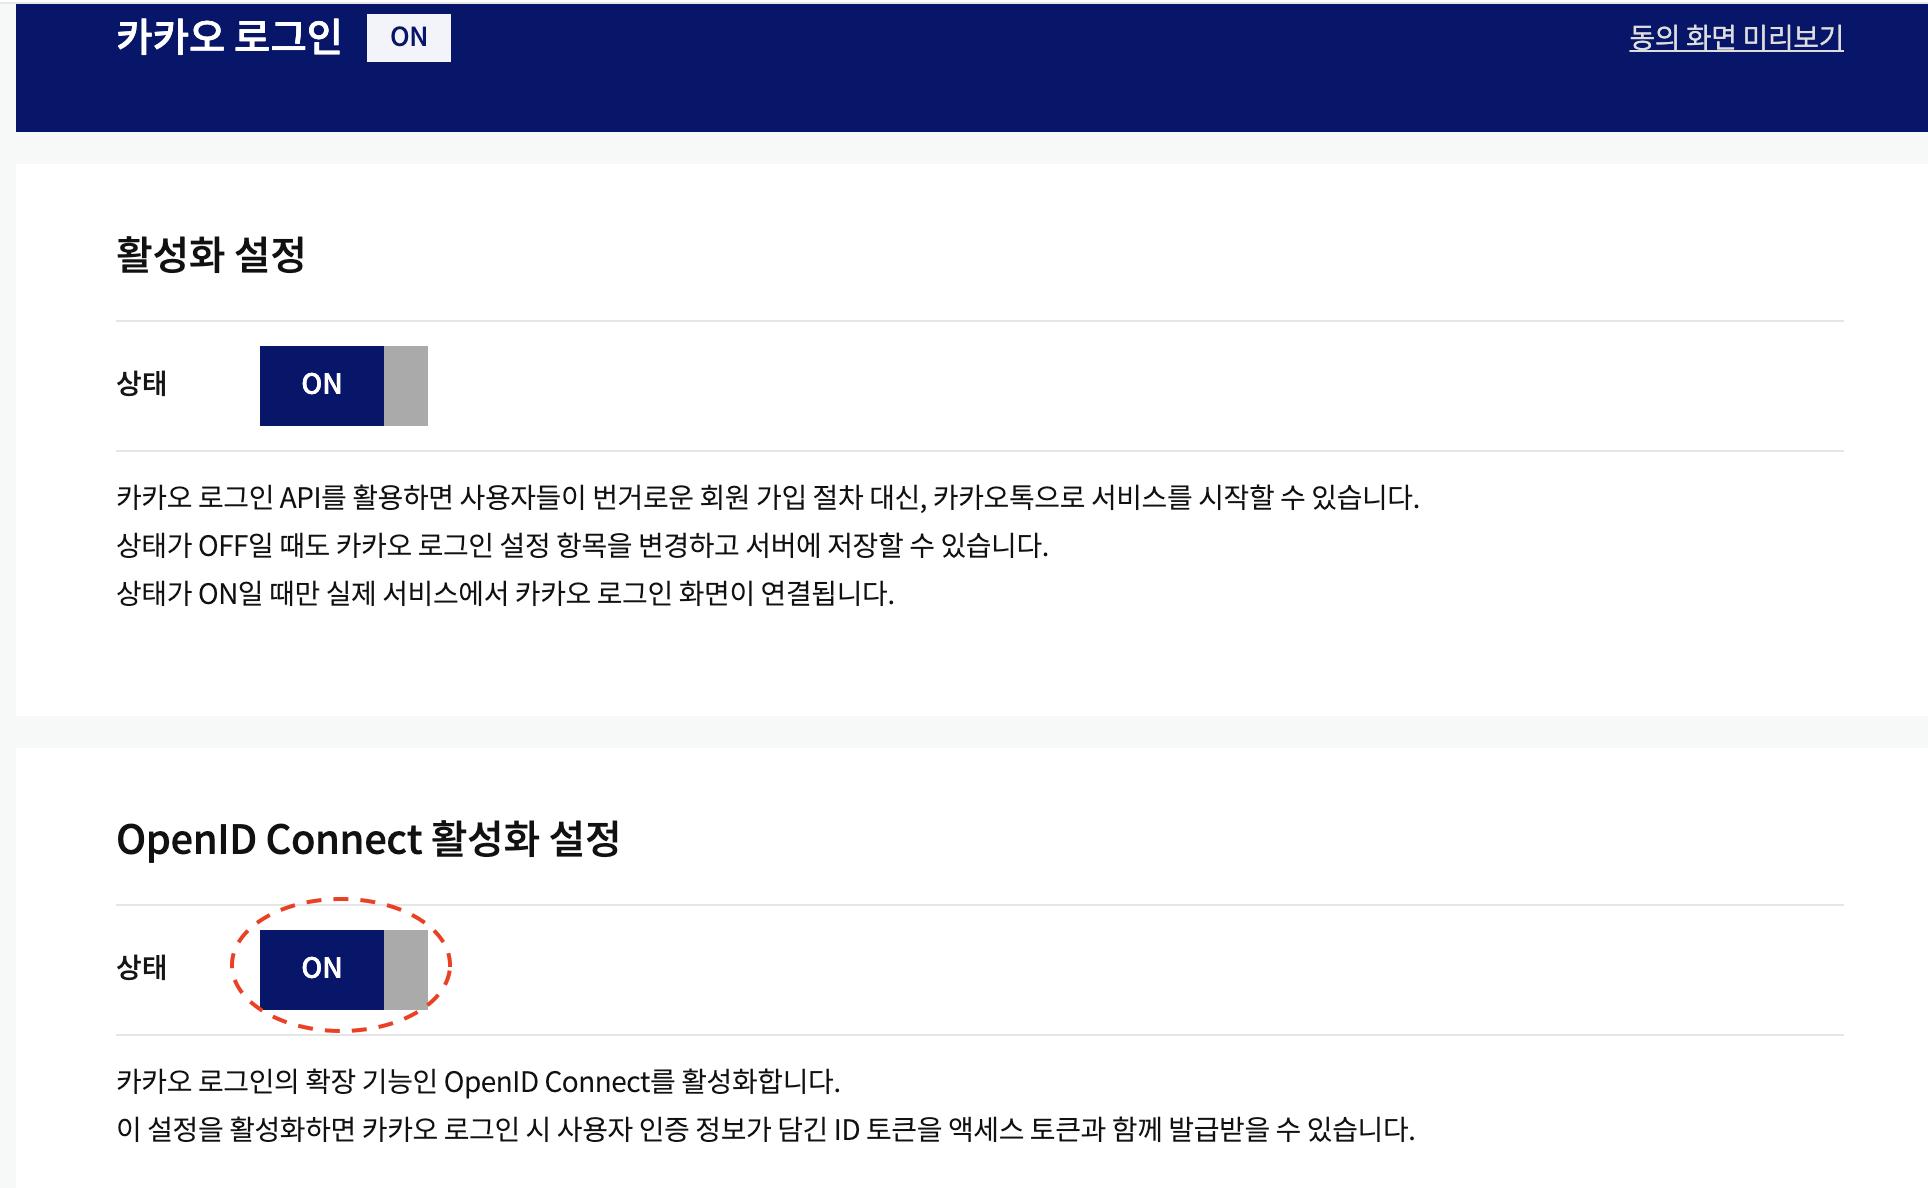 카카오 로그인 ON 동의 화면 미리보기
활성화 설정
상태 ON
카카오 로그인 API를 활용하면 사용자들이 번거로운 회원 가입 절차 대신, 카카오톡으로 서비스를 시작할 수 있습니다.
상태가 OFF일 때도 카카오 로그인 설정 항목을 변경하고 서버에 저장할 수 있습니다.
상태가 ON일 때만 실제 서비스에서 카카오 로그인 화면이 연결됩니다.
OpenID Connect 활성화 설정
상태 ON
카카오 로그인의 확장 기능인 OpenID Connect를 활성화합니다.
이 설정을 활성화하면 카카오 로그인 시 사용자 인증 정보가 담긴 ID 토큰을 액세스 토큰과 함께 발급받을 수 있습니다.